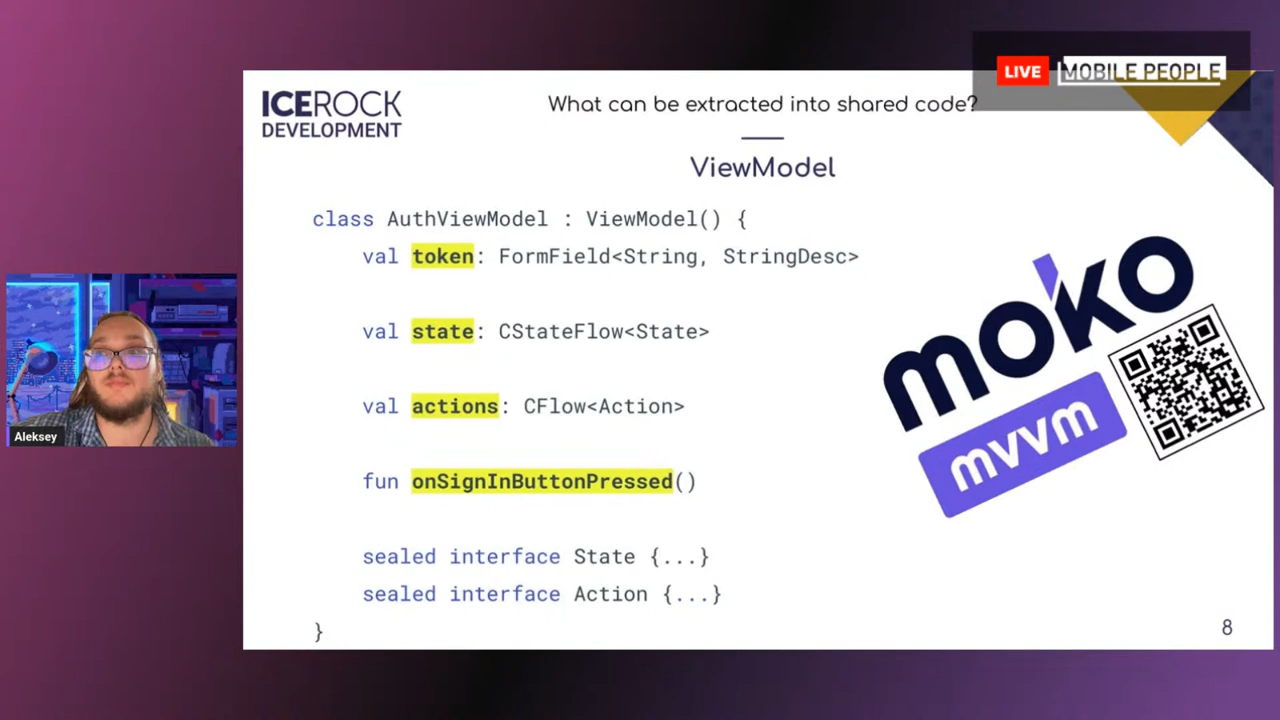 LIVE MOBILE PEOPLE
ICEROCK
DEVELOPMENT
What can be extracted into shared code?
ViewModel
class AuthViewModel : ViewModel() {
val token: FormField<String, StringDesc>
val state: CStateFlow<State>
val actions: CFlow<Action>
fun onSignInButtonPressed()
sealed interface State {...}
sealed interface Action {...}
}
moko
mvvm
Aleksey
8